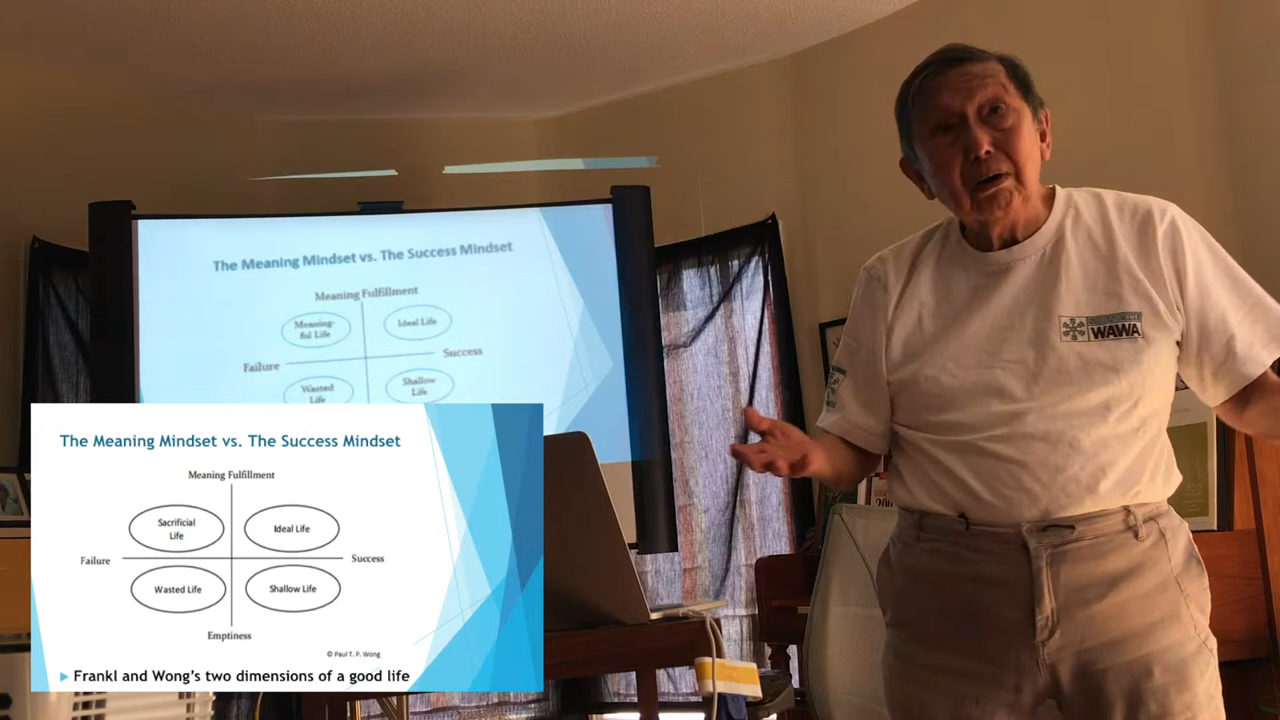 The Meaning Mindset vs. The Success Mindset
Meaning Fulfillment
Meaning-
ful Life
Ideal Life
Failure
Success
Wasted
Life
Shallow
Life
WAWA
The Meaning Mindset vs. The Success Mindset
Meaning Fulfillment
Sacrificial
Life
Ideal Life
Failure
Success
Wasted Life
Shallow Life
Emptiness
© Paul T. P. Wong
Frankl and Wong's two dimensions of a good life